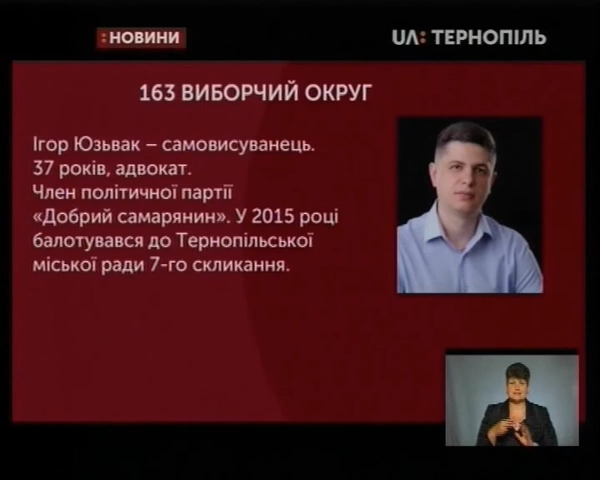 :НОВИНИ
UA: ТЕРНОПІЛЬ
163 ВИБОРЧИЙ ОКРУГ
Ігор Юзьвак – самовисуванець.
37 років, адвокат.
Член політичної партії
«Добрий самарянин». У 2015 році
балотувався до Тернопільської
міської ради 7-го скликання.